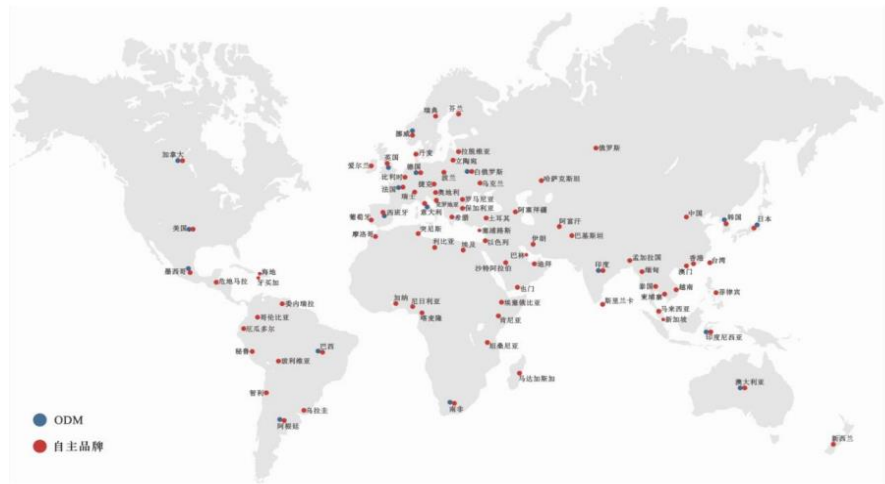 瑞典
芬兰
挪威
加拿大
英国
丹麦
拉脱维亚
俄罗斯
爱尔兰
德国
立陶宛
比利时
波兰
白俄罗斯
捷克
乌克兰
哈萨克斯坦
法国
瑞士
奥地利
克罗地亚
罗马尼亚
葡萄牙
西班牙
意大利
保加利亚
希腊
土耳其
阿塞拜疆
中国
韩国
日本
美国
摩洛哥
突尼斯
塞浦路斯
阿富汗
利比亚
埃及
以色列
伊朗
巴基斯坦
墨西哥
海地
危地马拉
牙买加
巴林
沙特阿拉伯
迪拜
印度
孟加拉国
缅甸
香港
台湾
澳门
委内瑞拉
加纳
尼日利亚
也门
埃塞俄比亚
斯里兰卡
泰国
越南
柬埔寨
菲律宾
哥伦比亚
喀麦隆
肯尼亚
马来西亚
新加坡
厄瓜多尔
秘鲁
巴西
玻利维亚
坦桑尼亚
印度尼西亚
马达加斯加
澳大利亚
智利
乌拉圭
南非
阿根廷
新西兰
ODM
自主品牌